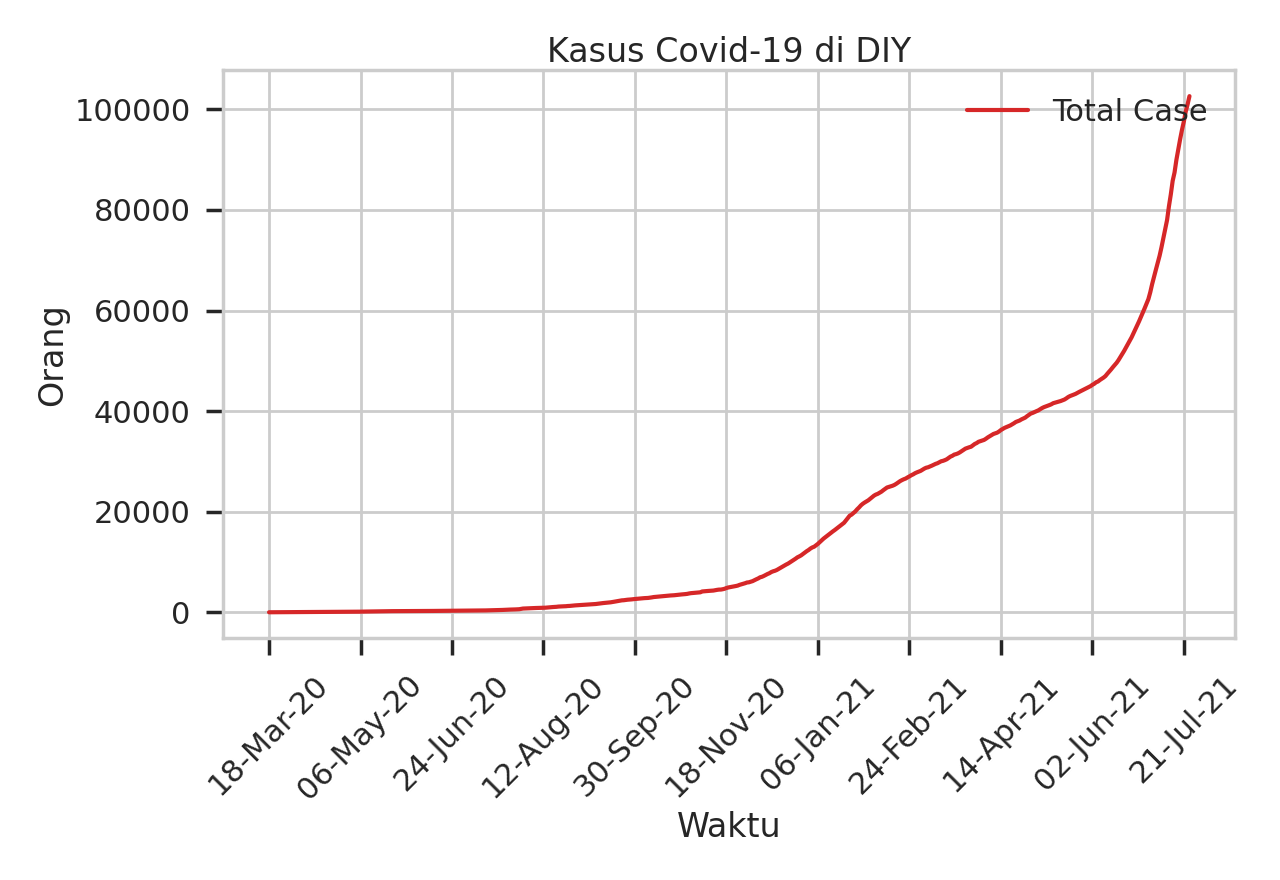 Kasus Covid-19 di DIY
Total Case
100000
80000
60000
40000
20000
0
Orang
18-Mar-20
06-May-20
24-Jun-20
12-Aug-20
30-Sep-20
18-Nov-20
06-Jan-21
24-Feb-21
14-Apr-21
02-Jun-21
21-Jul-21
Waktu